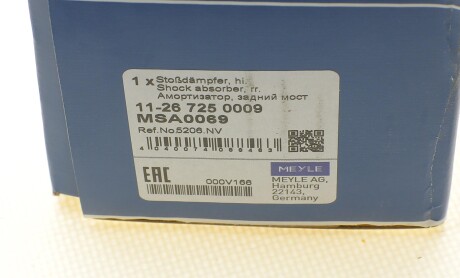 1 x Stoßdämpfer, hi.
Shock absorber, rr.
Амортизатор, задний мост
11-26 725 0009
MSA0069
Ref.No.5206.NV
EAC
000V166
MEYLE
MEYLE AG,
Hamburg
22143,
Germany